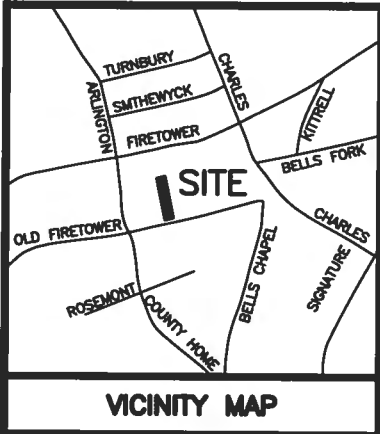 TURNBURY
CHARLES
ARLINGTON
SMTHEWYCK
KITTRELL
FIRETOWER
BELLS FORK
SITE
CHARLES
OLD FIRETOWER
BELLS CHAPEL
SIGNATURE
ROSEMONT
COUNTY HOME
VICINITY MAP